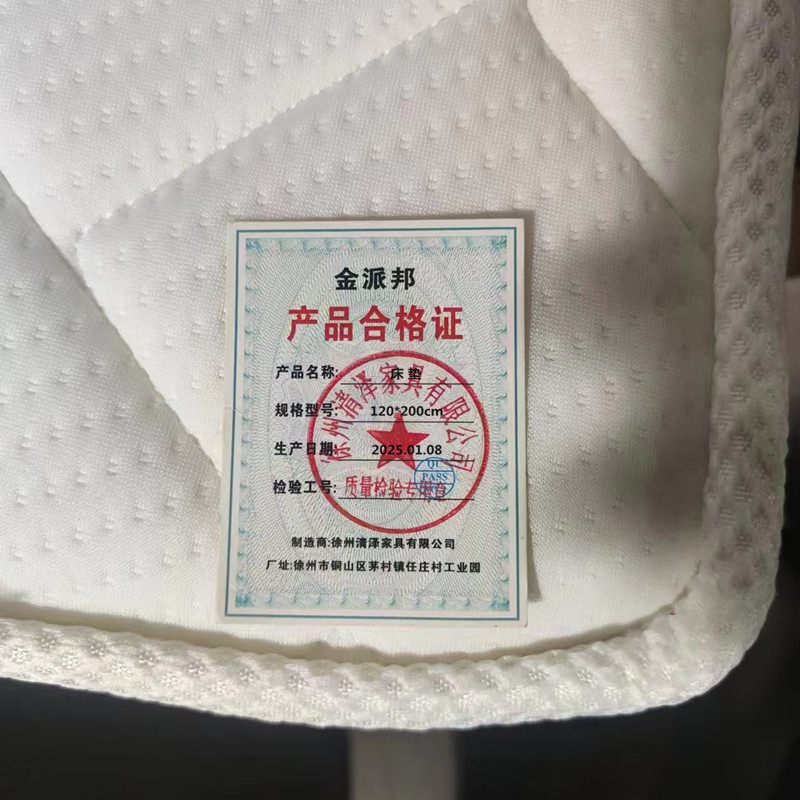 金派邦
产品合格证
产品名称: 床垫
规格型号: 120*200cm
生产日期: 2025.01.08
检验工号:
徐州清泽家具有限公司
质量检验专用章
QC
PASS
制造商:徐州清泽家具有限公司
厂址:徐州市铜山区茅村镇任庄村工业园